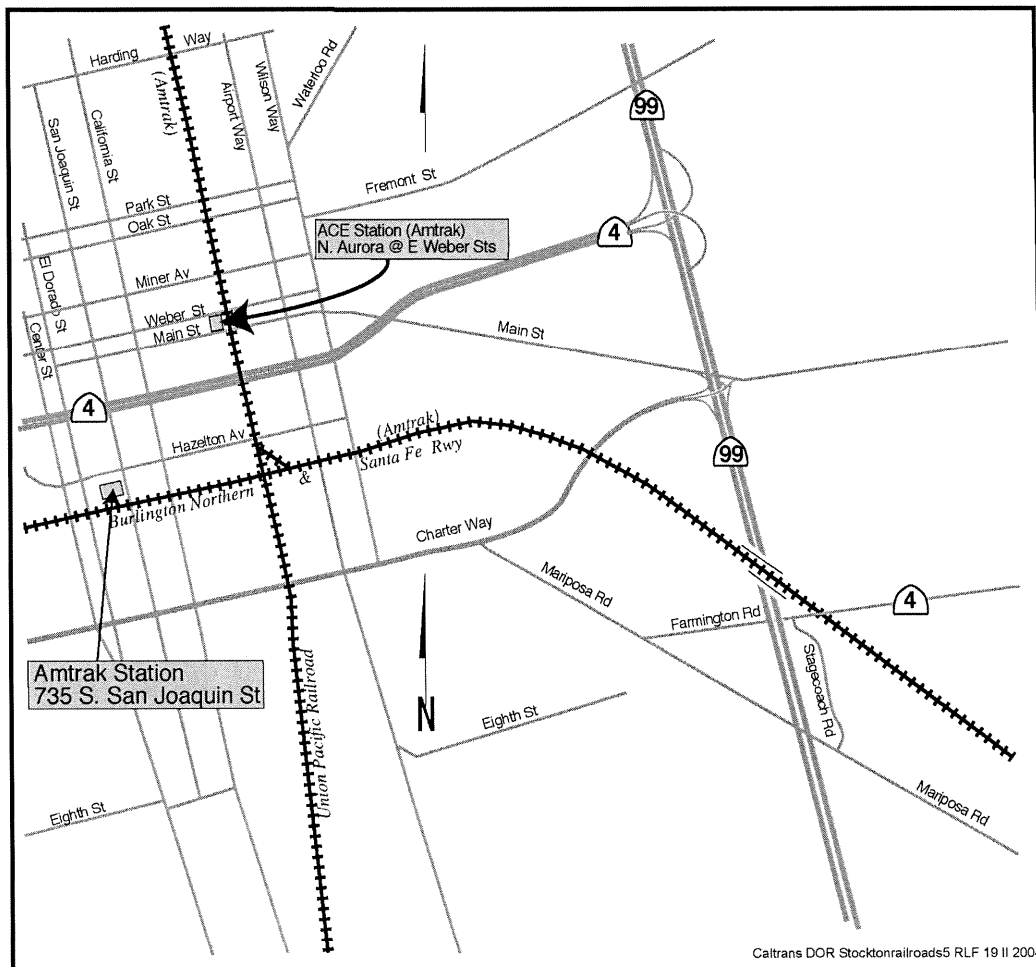 Harding Way
(Amtrak)
San Joaquin St
California St
Airport Way
Wilson Way
Waterloo Rd
99
Park St
Oak St
Fremont St
ACE Station (Amtrak)
N. Aurora @ E Weber Sts
4
El Dorado St
Center St
Miner Av
Weber St
Main St
Main St
4
Hazelton Av
(Amtrak)
Burlington Northern & Santa Fe Rwy
99
Charter Way
Mariposa Rd
Farmington Rd
4
Stagecoach Rd
Amtrak Station
735 S. San Joaquin St
Union Pacific Railroad
N
Eighth St
Eighth St
Mariposa Rd
Caltrans DOR Stocktonrailroads5 RLF 19 II 200